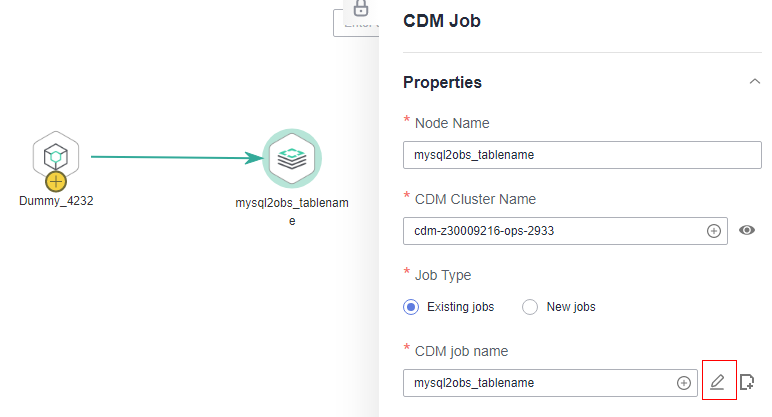 CDM Job
Properties
* Node Name
mysql2obs_tablename
* CDM Cluster Name
cdm-z30009216-ops-2933
* Job Type
Existing jobs New jobs
* CDM job name
mysql2obs_tablename
Dummy_4232
mysql2obs_tablenam
e